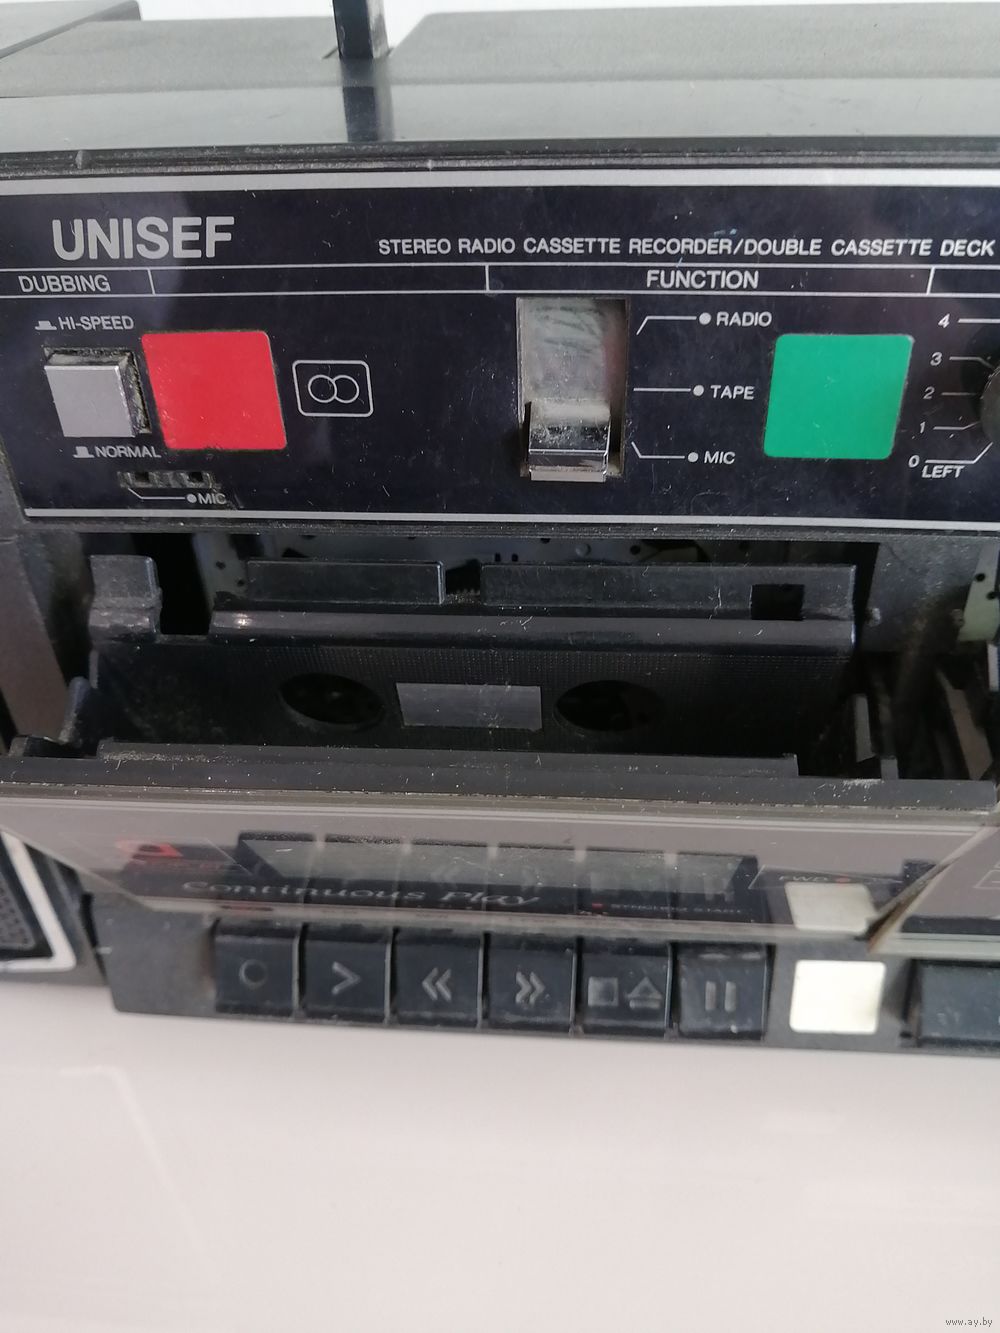 UNISEF
STEREO RADIO CASSETTE RECORDER/DOUBLE CASSETTE DECK
DUBBING
FUNCTION
HI-SPEED
NORMAL
MIC
RADIO
TAPE
MIC
4
3
2
1
0
LEFT
Continuous Play
FWD
www.ay.by